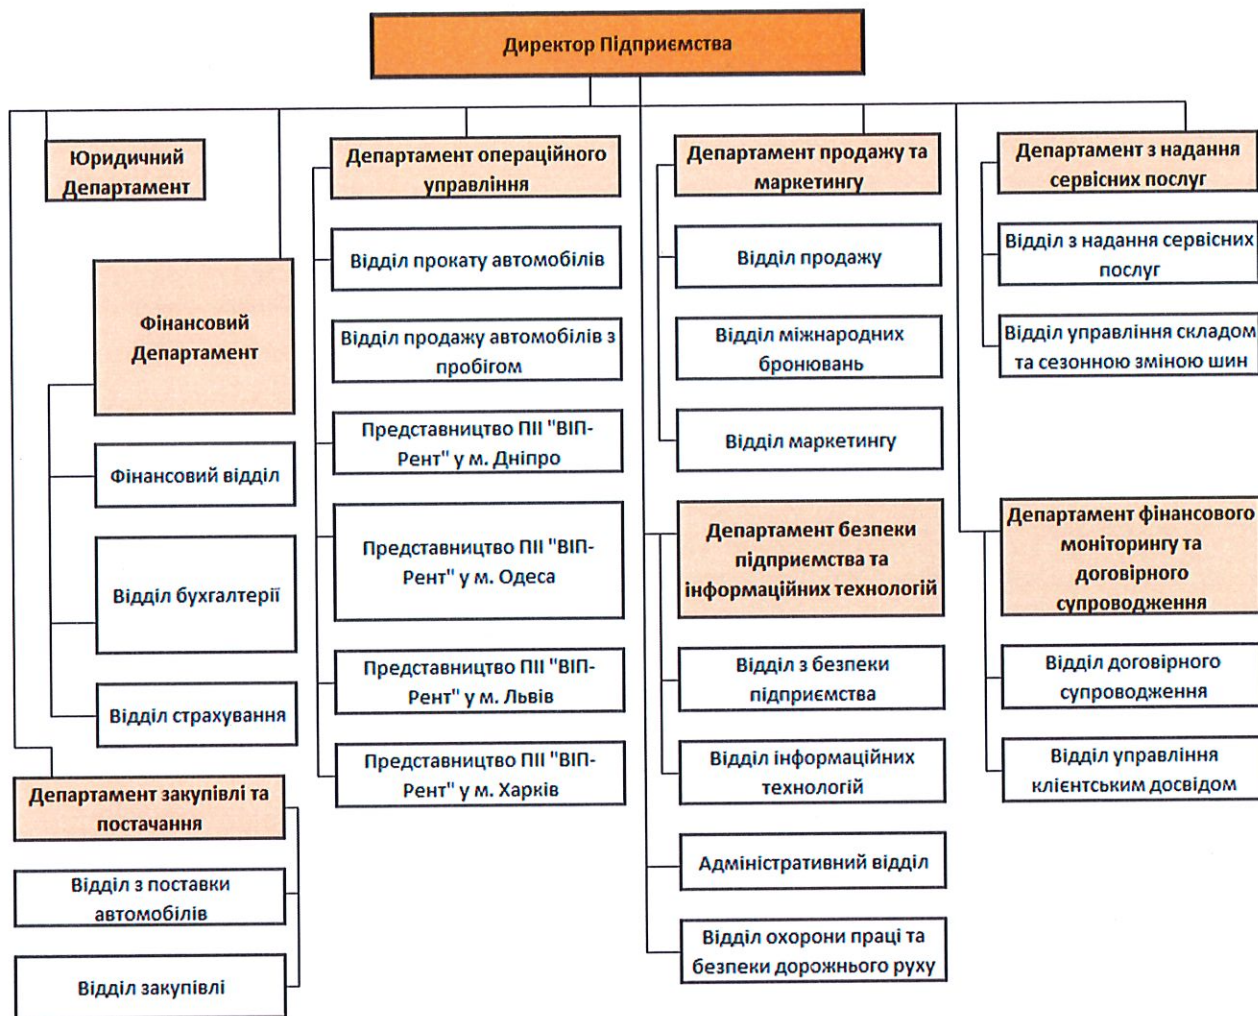 Директор Підприємства
Юридичний
Департамент
Фінансовий
Департамент
Фінансовий відділ
Відділ бухгалтерії
Відділ страхування
Департамент закупівлі та
постачання
Відділ з поставки
автомобілів
Відділ закупівлі
Департамент операційного
управління
Відділ прокату автомобілів
Відділ продажу автомобілів з
пробігом
Представництво ПІІ "ВІП-
Рент" у м. Дніпро
Представництво ПІІ "ВІП-
Рент" у м. Одеса
Представництво ПІІ "ВІП-
Рент" у м. Львів
Представництво ПІІ "ВІП-
Рент" у м. Харків
Департамент продажу та
маркетингу
Відділ продажу
Відділ міжнародних
бронювань
Відділ маркетингу
Департамент безпеки
підприємства та
інформаційних технологій
Відділ з безпеки
підприємства
Відділ інформаційних
технологій
Адміністративний відділ
Відділ охорони праці та
безпеки дорожнього руху
Департамент з надання
сервісних послуг
Відділ з надання сервісних
послуг
Відділ управління складом
та сезонною зміною шин
Департамент фінансового
моніторингу та
договірного
супроводження
Відділ договірного
супроводження
Відділ управління
клієнтським досвідом